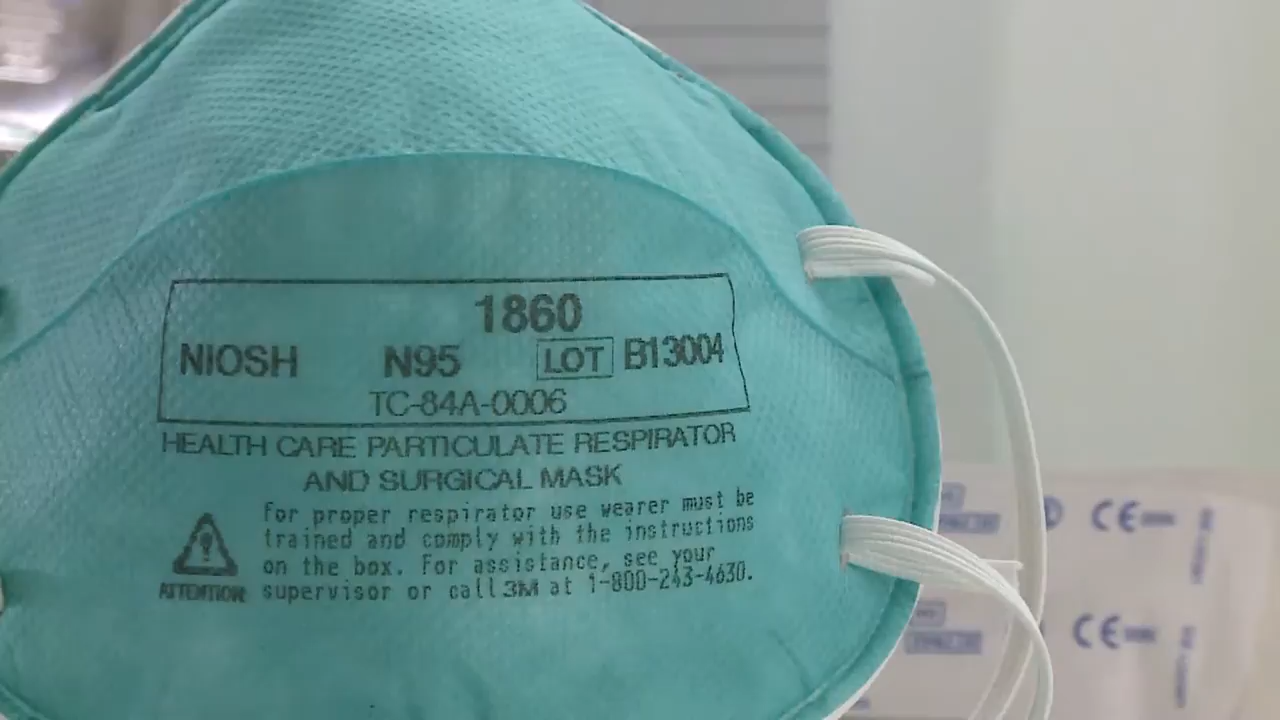 1860
NIOSH N95 LOT B13004
TC-84A-0006
HEALTH CARE PARTICULATE RESPIRATOR
AND SURGICAL MASK
For proper respirator use wearer must be
trained and comply with the instructions
on the box. For assistance, see your
supervisor or call 3M at 1-800-243-4630.
ATTENTION:
CE
CE